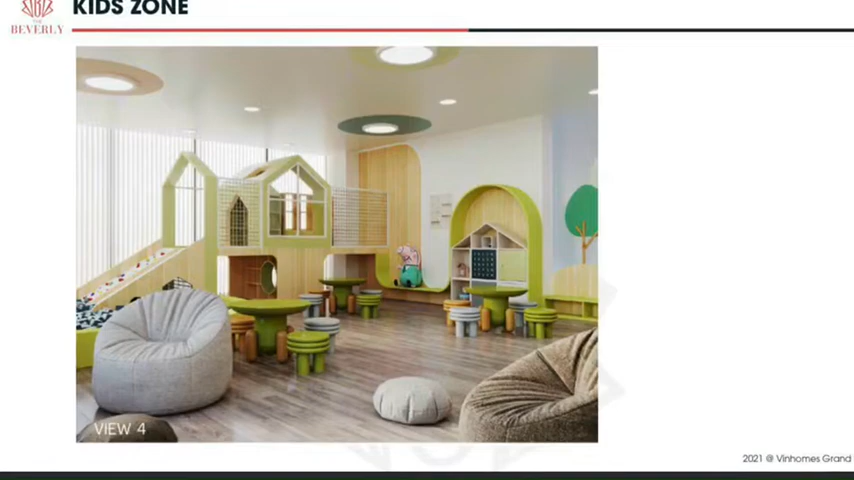 KIDS ZONE
THE
BEVERLY
VIEW 4
2021 @ Vinhomes Grand